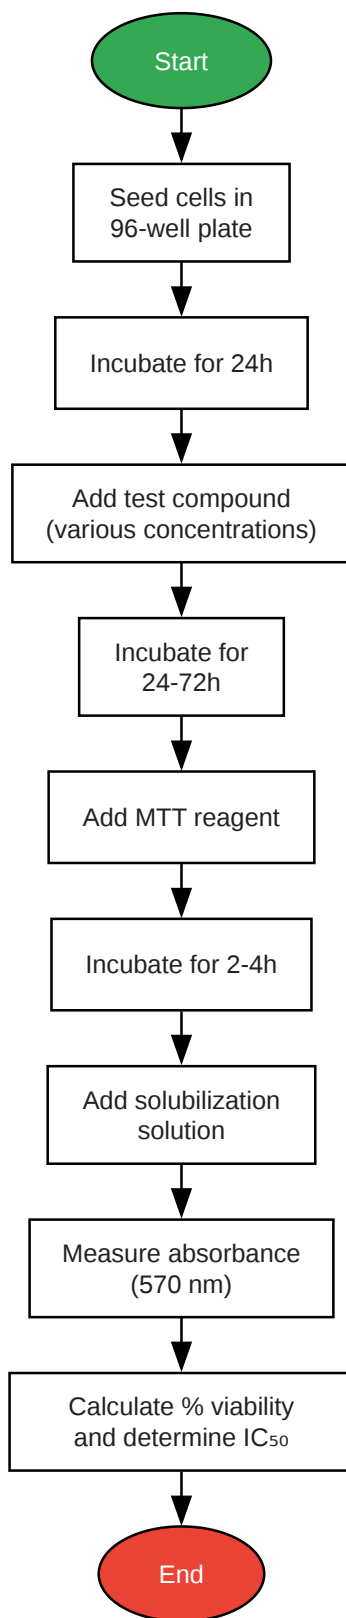 Start
Seed cells in
96-well plate
Incubate for 24h
Add test compound
(various concentrations)
Incubate for
24-72h
Add MTT reagent
Incubate for 2-4h
Add solubilization
solution
Measure absorbance
(570 nm)
Calculate % viability
and determine IC₅₀
End